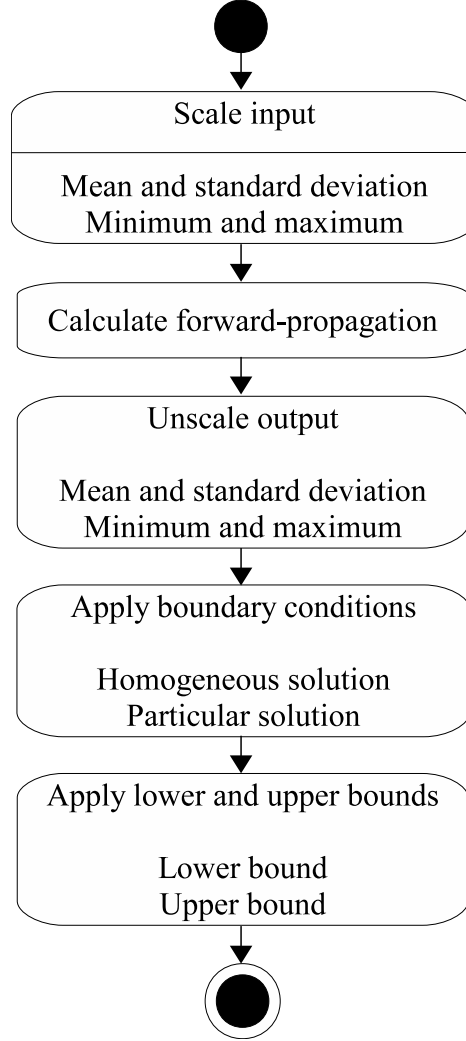 Scale input
Mean and standard deviation
Minimum and maximum
Calculate forward-propagation
Unscale output
Mean and standard deviation
Minimum and maximum
Apply boundary conditions
Homogeneous solution
Particular solution
Apply lower and upper bounds
Lower bound
Upper bound